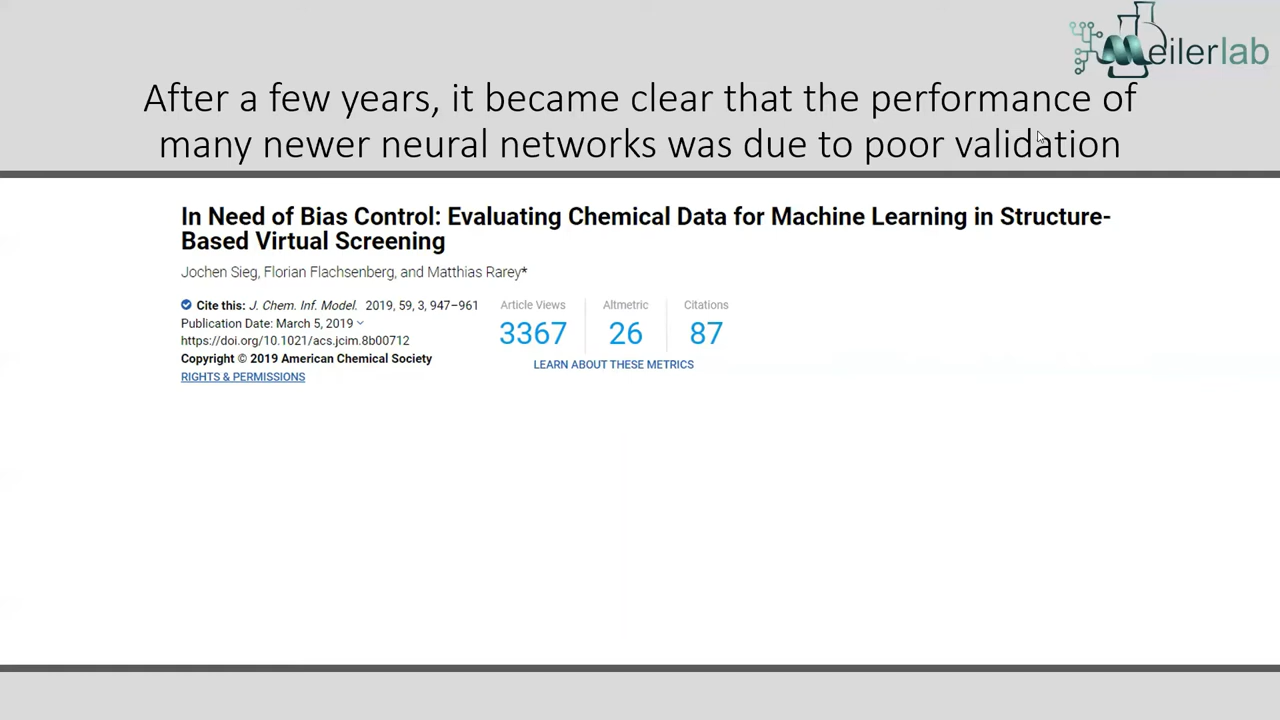 Meilerlab
After a few years, it became clear that the performance of
many newer neural networks was due to poor validation
In Need of Bias Control: Evaluating Chemical Data for Machine Learning in Structure-
Based Virtual Screening
Jochen Sieg, Florian Flachsenberg, and Matthias Rarey*
Cite this: J. Chem. Inf. Model. 2019, 59, 3, 947–961
Publication Date: March 5, 2019
https://doi.org/10.1021/acs.jcim.8b00712
Copyright © 2019 American Chemical Society
RIGHTS & PERMISSIONS
Article Views
3367
Altmetric
26
Citations
87
LEARN ABOUT THESE METRICS